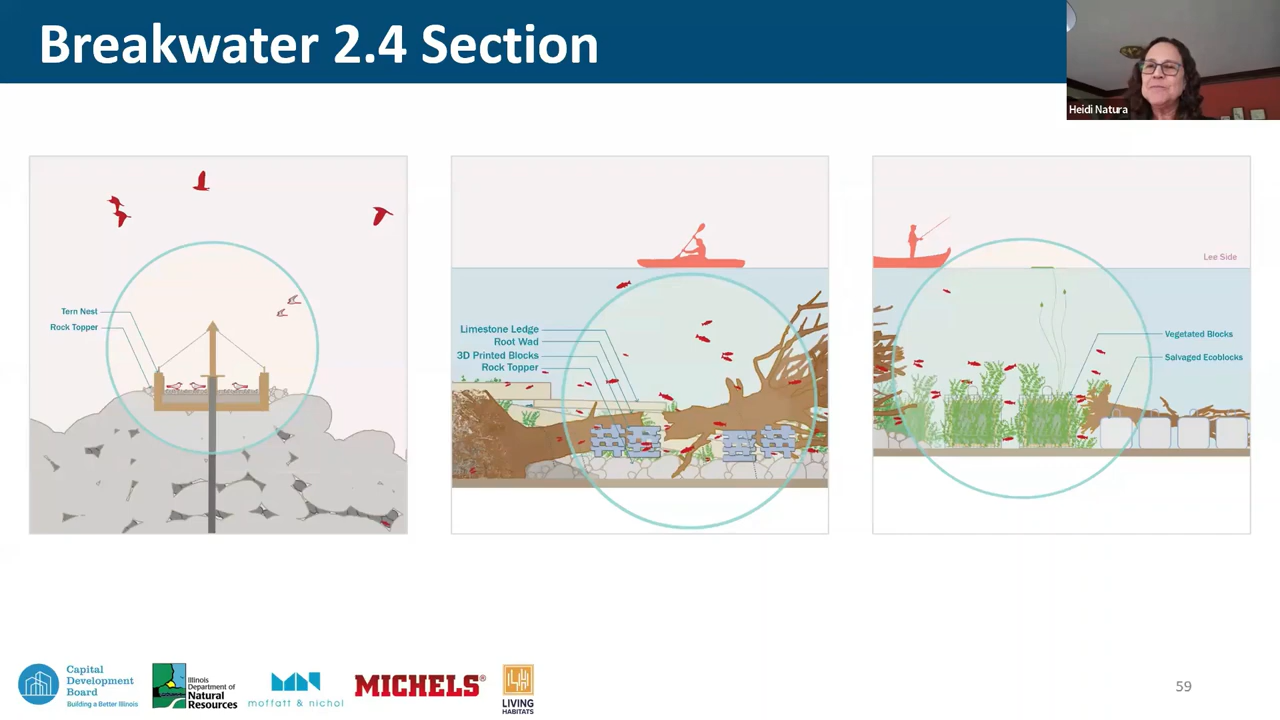 Breakwater 2.4 Section
Heidi Natura
Tern Nest
Rock Topper
Limestone Ledge
Root Wad
3D Printed Blocks
Rock Topper
Lee Side
Vegetated Blocks
Salvaged Ecoblocks
Capital
Development
Board
Building a Better Illinois
Illinois
Department of
Natural
Resources
moffatt & nichol
MICHELS®
LIVING
HABITATS
59